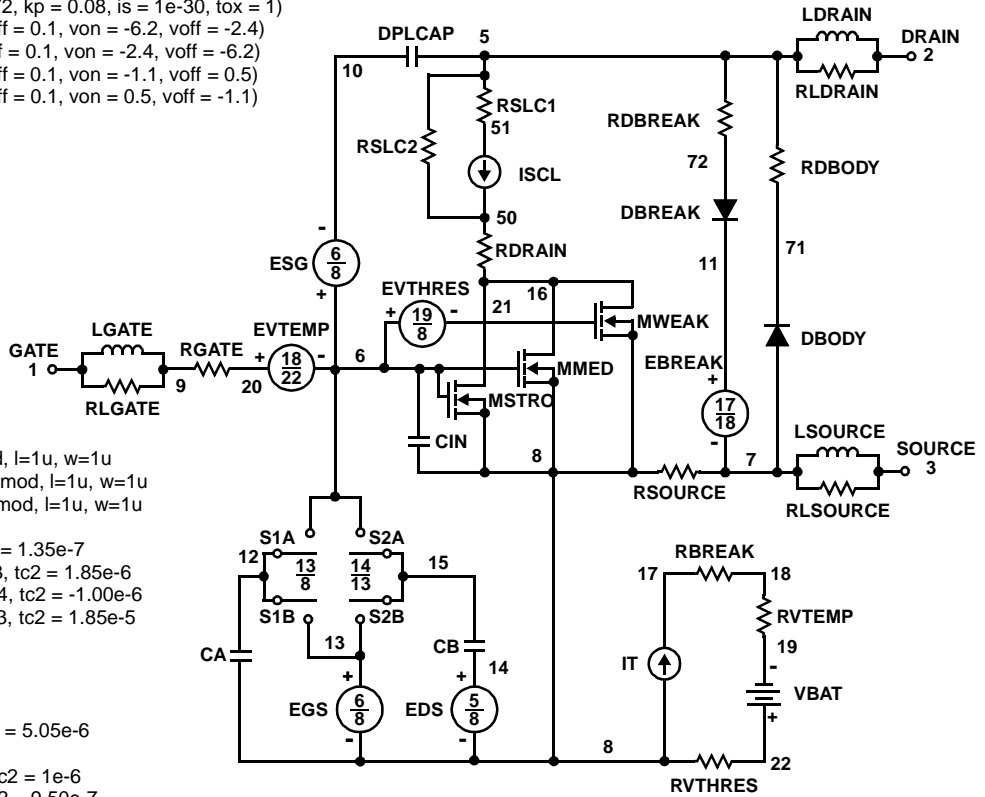 2, kp = 0.08, is = 1e-30, tox = 1)
ff = 0.1, von = -6.2, voff = -2.4)
f = 0.1, von = -2.4, voff = -6.2)
ff = 0.1, von = -1.1, voff = 0.5)
ff = 0.1, von = 0.5, voff = -1.1)
DPLCAP
5
10
LDRAIN
DRAIN
2
RLDRAIN
RSLC1
51
RSLC2
ISCL
50
RDBREAK
72
RDBODY
DBREAK
11
71
RDRAIN
-
ESG
6
8
+
EVTHRES
+
19
8
-
21
16
MWEAK
EBREAK
+
17
18
-
DBODY
GATE
1
LGATE
RLGATE
9
RGATE
20
EVTEMP
+
18
22
-
6
MMED
MSTRO
CIN
8
RSOURCE
7
LSOURCE
SOURCE
3
RLSOURCE
d, l=1u, w=1u
mod, l=1u, w=1u
mod, l=1u, w=1u
= 1.35e-7
3, tc2 = 1.85e-6
4, tc2 = -1.00e-6
3, tc2 = 1.85e-5
= 5.05e-6
c2 = 1e-6
S1A
S2A
12
13
8
14
13
15
S1B
S2B
13
CA
CB
14
+
EGS
6
8
-
+
EDS
5
8
-
8
RBREAK
17
18
RVTEMP
19
IT
-
VBAT
+
22
RVTHRES